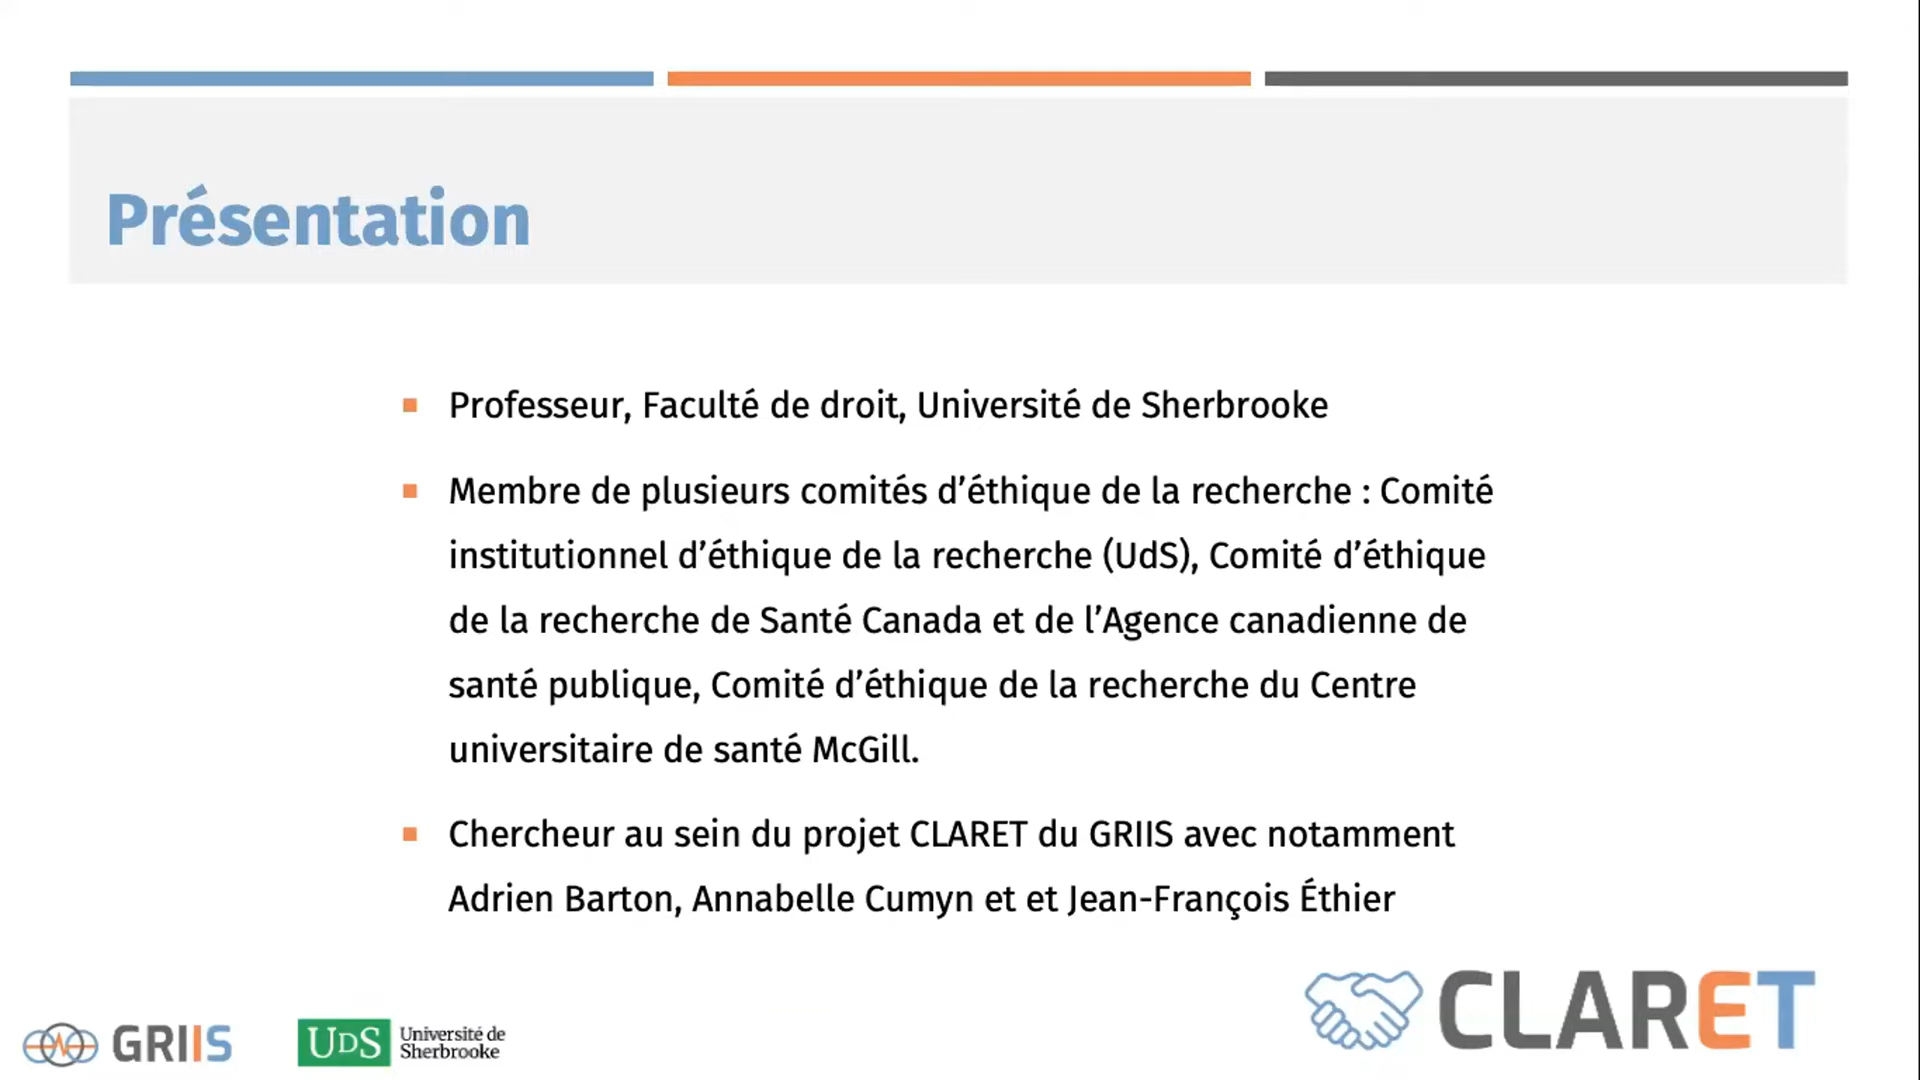 Présentation
Professeur, Faculté de droit, Université de Sherbrooke
Membre de plusieurs comités d’éthique de la recherche : Comité
institutionnel d’éthique de la recherche (UdS), Comité d’éthique
de la recherche de Santé Canada et de l’Agence canadienne de
santé publique, Comité d’éthique de la recherche du Centre
universitaire de santé McGill.
Chercheur au sein du projet CLARET du GRIIS avec notamment
Adrien Barton, Annabelle Cumyn et et Jean-François Éthier
GRIIS
UDS
Université de
Sherbrooke
CLARET